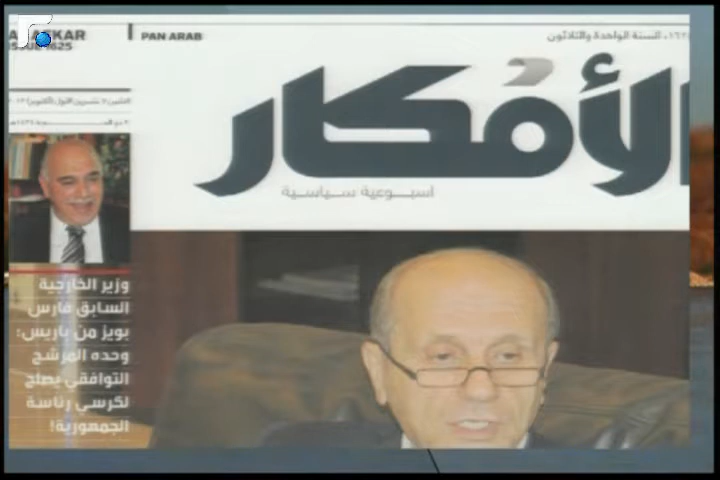 PAN ARAB
السنة الواحدة والثلاثون
الأفكار
اسبوعية سياسية
وزير الخارجية
السابق فارس
بويز من باريس:
وحده المرشح
التوافقي يصلح
لكرسي رئاسة
الجمهورية!